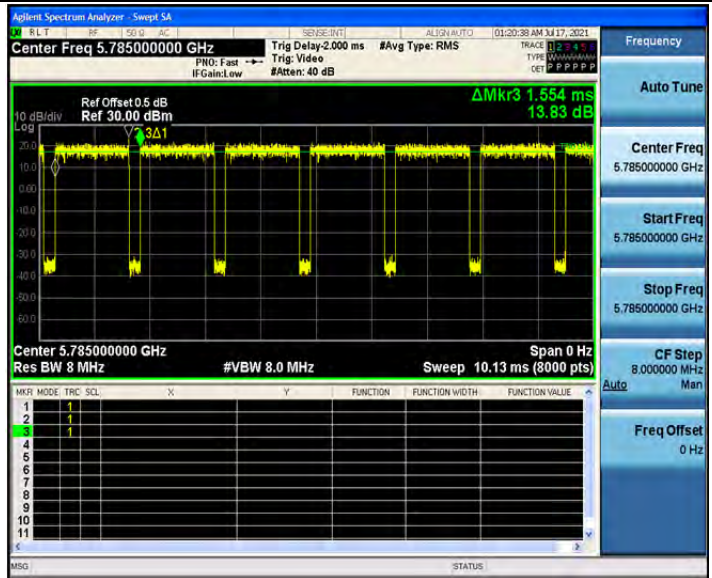 Agilent Spectrum Analyzer - Swept SA
RLT RF 50 Ω AC SENSE:INT ALIGN AUTO 01:20:38 AM Jul 17, 2021
Center Freq 5.785000000 GHz
PNO: Fast
IFGain:Low
Trig Delay-2.000 ms
Trig: Video
#Atten: 40 dB
#Avg Type: RMS
TRACE 1 2 3 4 5 6
TYPE WWWWWW
DET P P P P P P
ΔMkr3 1.554 ms
13.83 dB
Ref Offset 0.5 dB
10 dB/div Ref 30.00 dBm
Log
3Δ1
20.0
10.0
0.00
-10.0
-20.0
-30.0
-40.0
-50.0
-60.0
Center 5.785000000 GHz Span 0 Hz
Res BW 8 MHz #VBW 8.0 MHz Sweep 10.13 ms (8000 pts)
MKR MODE TRC SCL X Y FUNCTION FUNCTION WIDTH FUNCTION VALUE
1 1
2 1
3 1
4
5
6
7
8
9
10
11
MSG STATUS
Frequency
Auto Tune
Center Freq
5.785000000 GHz
Start Freq
5.785000000 GHz
Stop Freq
5.785000000 GHz
CF Step
8.000000 MHz
Auto Man
Freq Offset
0 Hz